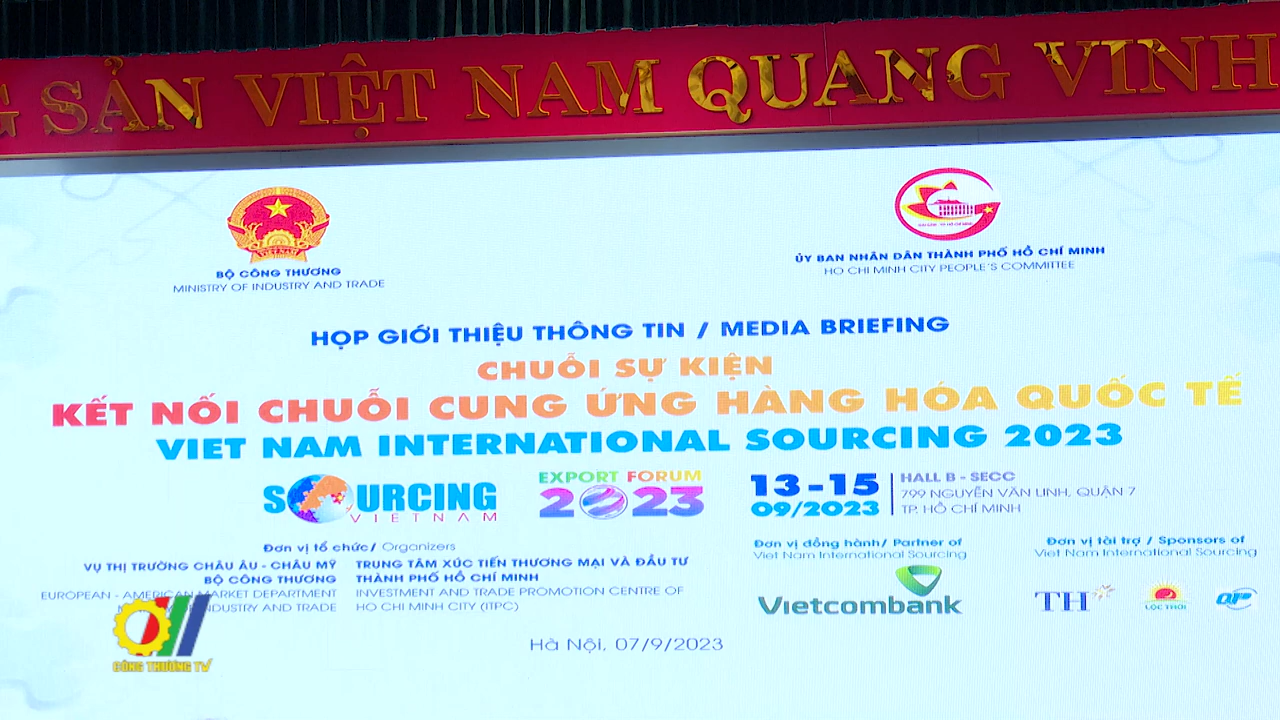 G SẢN VIỆT NAM QUANG VINH
BỘ CÔNG THƯƠNG
MINISTRY OF INDUSTRY AND TRADE
ỦY BAN NHÂN DÂN THÀNH PHỐ HỒ CHÍ MINH
HO CHI MINH CITY PEOPLE'S COMMITTEE
HỌP GIỚI THIỆU THÔNG TIN / MEDIA BRIEFING
CHUỖI SỰ KIỆN
KẾT NỐI CHUỖI CUNG ỨNG HÀNG HÓA QUỐC TẾ
VIET NAM INTERNATIONAL SOURCING 2023
SOURCING
VIETNAM
EXPORT FORUM
2023
13-15
09/2023
HALL B - SECC
799 NGUYỄN VĂN LINH, QUẬN 7
TP. HỒ CHÍ MINH
Đơn vị tổ chức/ Organizers
VỤ THỊ TRƯỜNG CHÂU ÂU - CHÂU MỸ
BỘ CÔNG THƯƠNG
EUROPEAN - AMERICAN MARKET DEPARTMENT
INDUSTRY AND TRADE
TRUNG TÂM XÚC TIẾN THƯƠNG MẠI VÀ ĐẦU TƯ
THÀNH PHỐ HỒ CHÍ MINH
INVESTMENT AND TRADE PROMOTION CENTRE OF
HO CHI MINH CITY (ITPC)
Đơn vị đồng hành/ Partner of
Viet Nam International Sourcing
Vietcombank
Đơn vị tài trợ / Sponsors of
Viet Nam International Sourcing
TH
LỘC TRỜI
Hà Nội, 07/9/2023
CÔNG THƯƠNG TV